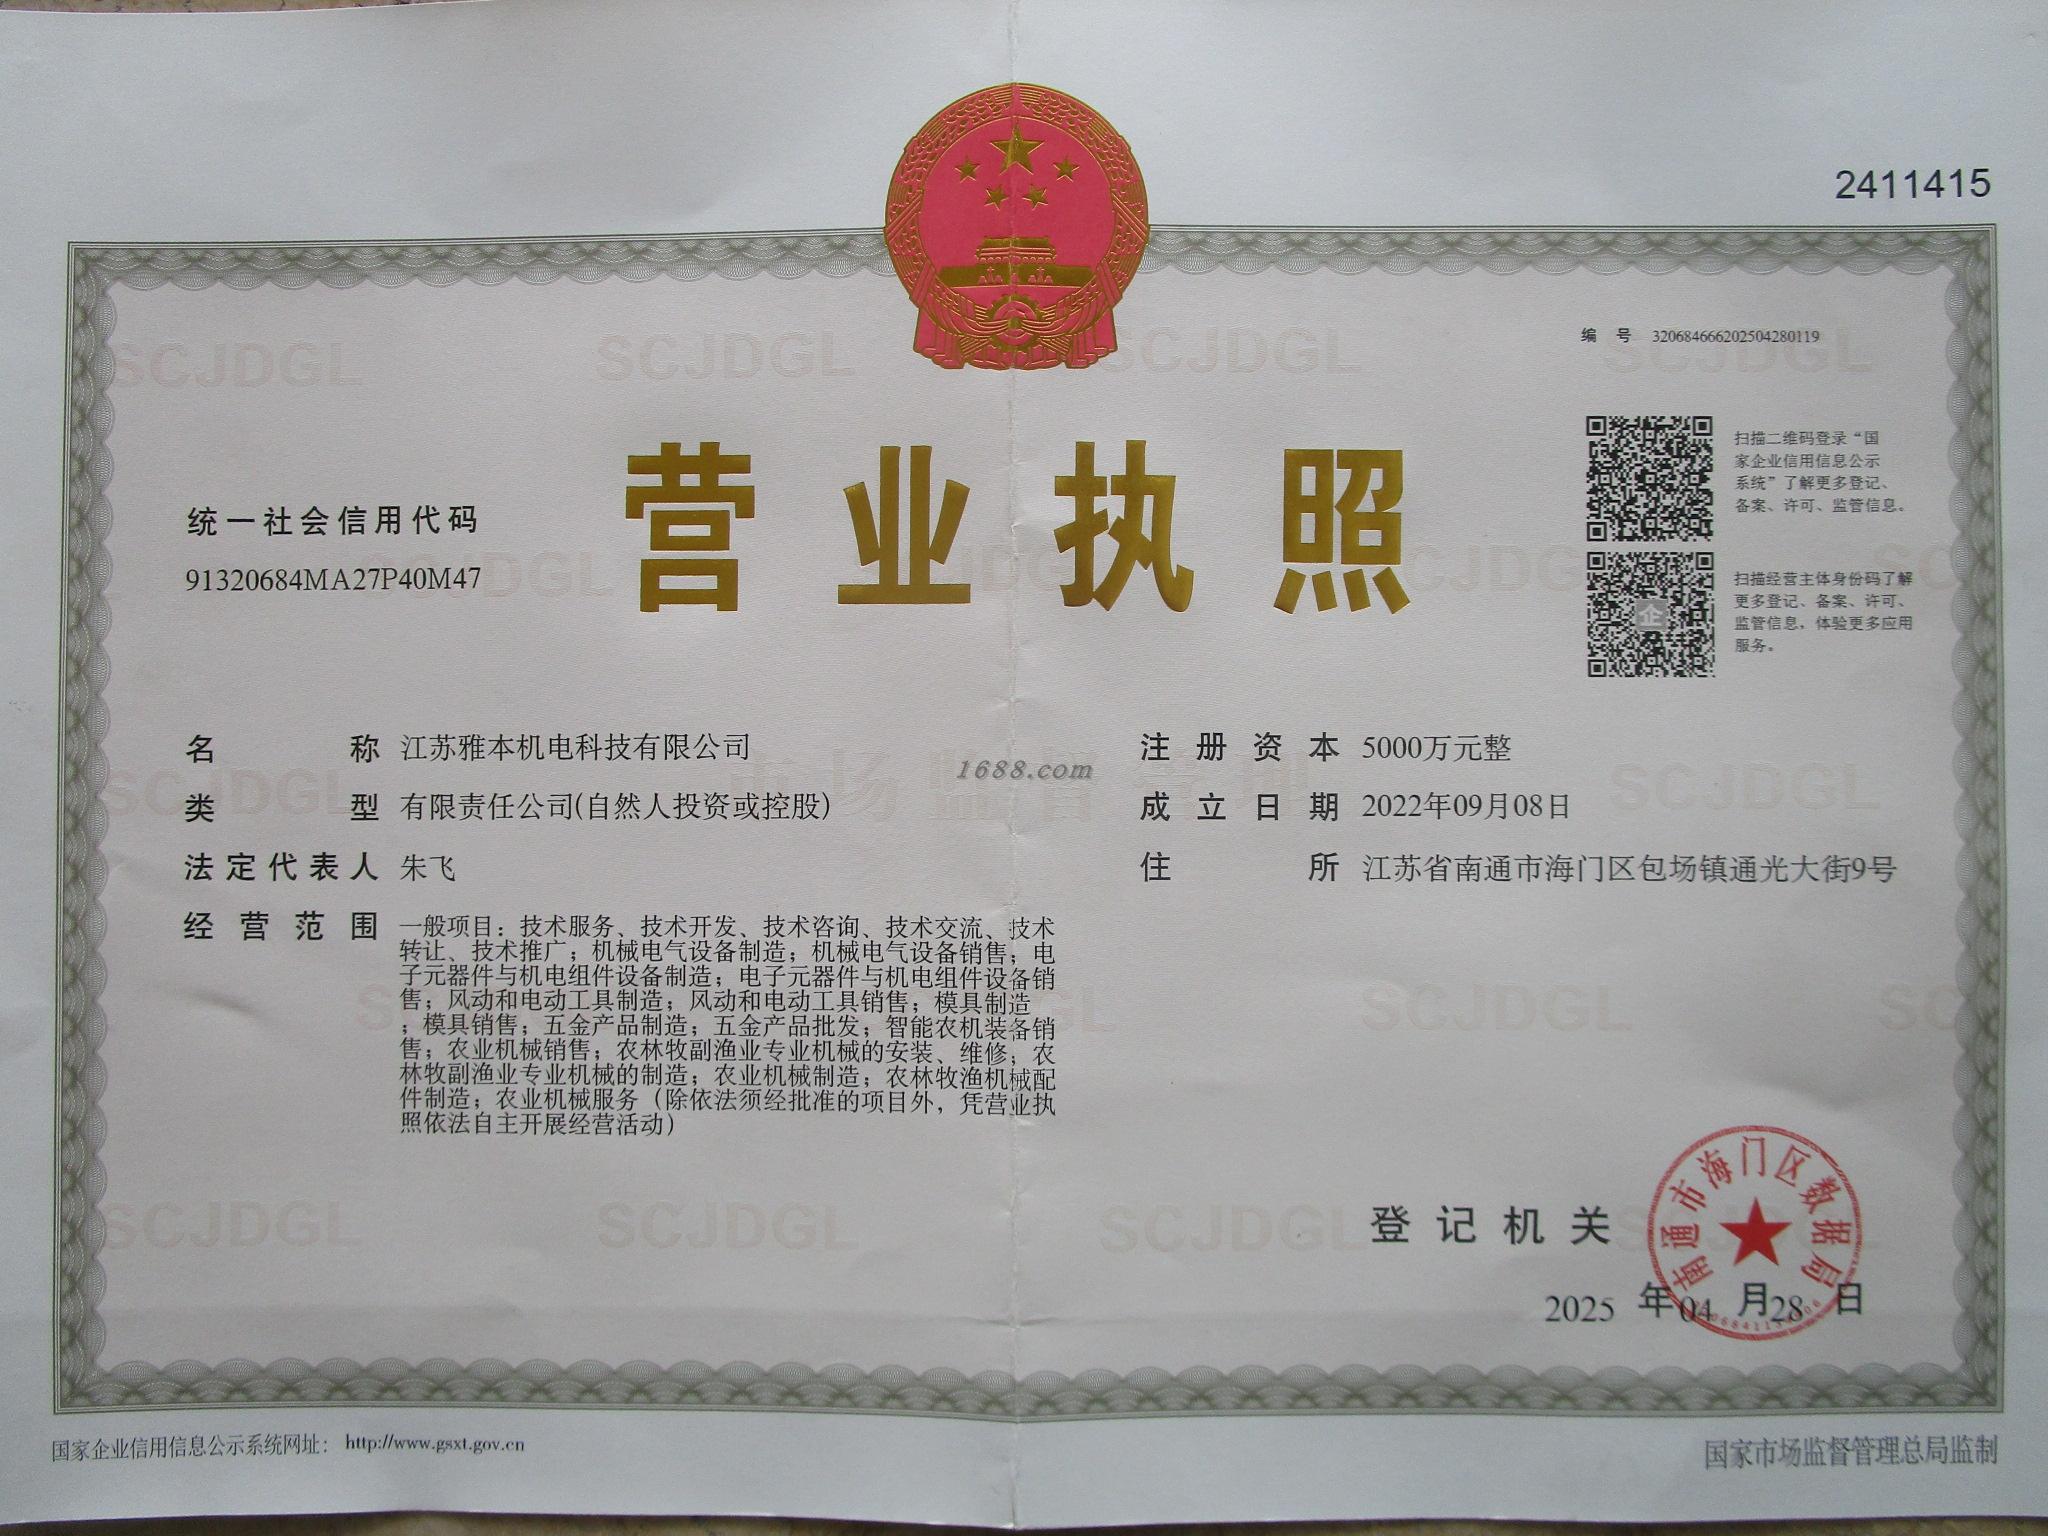 2411415
编 号 320684666202504280119
营业执照
统一社会信用代码
91320684MA27P40M47
扫描二维码登录“国
家企业信用信息公示
系统”了解更多登记、
备案、许可、监管信息。
企
扫描经营主体身份码了解
更多登记、备案、许可、
监管信息，体验更多应用
服务。
名 称 江苏雅本机电科技有限公司
类 型 有限责任公司(自然人投资或控股)
法定代表人 朱飞
经营范围 一般项目：技术服务、技术开发、技术咨询、技术交流、技术
转让、技术推广；机械电气设备制造；机械电气设备销售；电
子元器件与机电组件设备制造；电子元器件与机电组件设备销
售；风动和电动工具制造；风动和电动工具销售；模具制造
；模具销售；五金产品制造；五金产品批发；智能农机装备销
售；农业机械销售；农林牧副渔业专业机械的安装、维修；农
林牧副渔业专业机械的制造；农业机械制造；农林牧渔机械配
件制造；农业机械服务（除依法须经批准的项目外，凭营业执
照依法自主开展经营活动）
注册资本 5000万元整
成立日期 2022年09月08日
住 所 江苏省南通市海门区包场镇通光大街9号
1688.com
SCJDGL
市场监督管理
登记机关
南通市海门区数据局
2025 年 04 月 28 日
国家企业信用信息公示系统网址： http://www.gsxt.gov.cn
国家市场监督管理总局监制